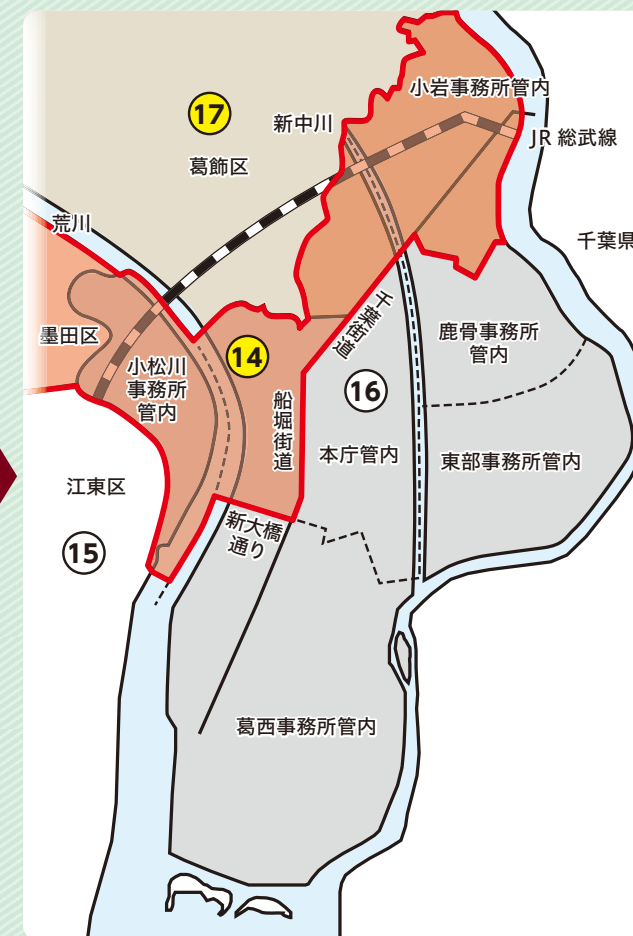 小岩事務所管内
17
新中川
JR 総武線
葛飾区
荒川
千葉県
千葉街道
墨田区
14
鹿骨事務所
管内
小松川
事務所
管内
16
船堀街道
本庁管内
東部事務所管内
江東区
新大橋
通り
15
葛西事務所管内